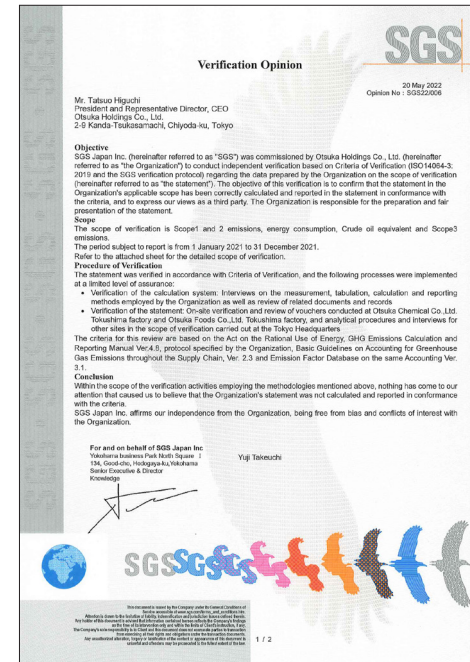 SGS
Verification Opinion
20 May 2022
Opinion No : SGS22/006
Mr. Tatsuo Higuchi
President and Representative Director, CEO
Otsuka Holdings Co., Ltd.
2-9 Kanda-Tsukasamachi, Chiyoda-ku, Tokyo
Objective
SGS Japan Inc. (hereinafter referred to as "SGS") was commissioned by Otsuka Holdings Co., Ltd. (hereinafter
referred to as "the Organization") to conduct independent verification based on Criteria of Verification (ISO14064-3:
2019 and the SGS verification protocol) regarding the data prepared by the Organization on the scope of verification
(hereinafter referred to as "the statement"). The objective of this verification is to confirm that the statement in the
Organization's applicable scope has been correctly calculated and reported in the statement in conformance with
the criteria, and to express our views as a third party. The Organization is responsible for the preparation and fair
presentation of the statement.
Scope
The scope of verification is Scope1 and 2 emissions, energy consumption, Crude oil equivalent and Scope3
emissions.
The period subject to report is from 1 January 2021 to 31 December 2021.
Refer to the attached sheet for the detailed scope of verification.
Procedure of Verification
The statement was verified in accordance with Criteria of Verification, and the following processes were implemented
at a limited level of assurance:
• Verification of the calculation system: Interviews on the measurement, tabulation, calculation and reporting
methods employed by the Organization as well as review of related documents and records
• Verification of the statement: On-site verification and review of vouchers conducted at Otsuka Chemical Co.,Ltd.
Tokushima factory and Otsuka Foods Co.,Ltd. Tokushima factory, and analytical procedures and interviews for
other sites in the scope of verification carried out at the Tokyo Headquarters
The criteria for this review are based on the Act on the Rational Use of Energy, GHG Emissions Calculation and
Reporting Manual Ver.4.8, protocol specified by the Organization, Basic Guidelines on Accounting for Greenhouse
Gas Emissions throughout the Supply Chain, Ver. 2.3 and Emission Factor Database on the same Accounting Ver.
3.1.
Conclusion
Within the scope of the verification activities employing the methodologies mentioned above, nothing has come to our
attention that caused us to believe that the Organization's statement was not calculated and reported in conformance
with the criteria.
SGS Japan Inc. affirms our independence from the Organization, being free from bias and conflicts of interest with
the Organization.
For and on behalf of SGS Japan Inc
Yokohama business Park North Square I
134, Good-cho, Hodogaya-ku,Yokohama
Senior Executive & Director
Knowledge
Yuji Takeuchi
SGSSGSGSGS
1 / 2